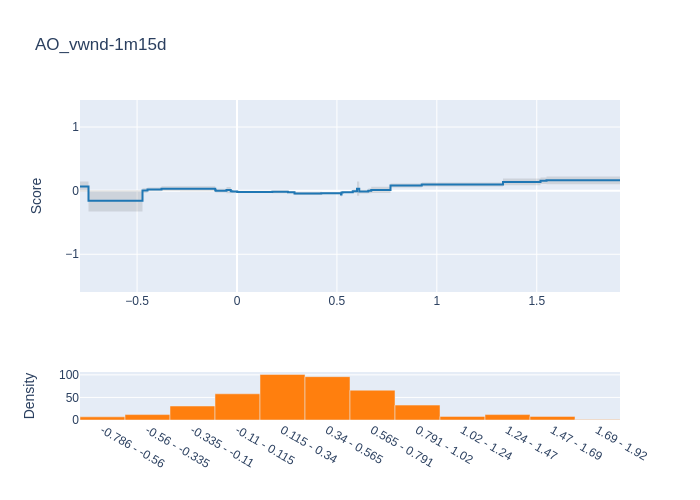 AO_vwnd-1m15d
Score
1
0
−1
−0.5
0
0.5
1
1.5
Density
100
50
0
-0.786 - -0.56
-0.56 - -0.335
-0.335 - -0.11
-0.11 - 0.115
0.115 - 0.34
0.34 - 0.565
0.565 - 0.791
0.791 - 1.02
1.02 - 1.24
1.24 - 1.47
1.47 - 1.69
1.69 - 1.92